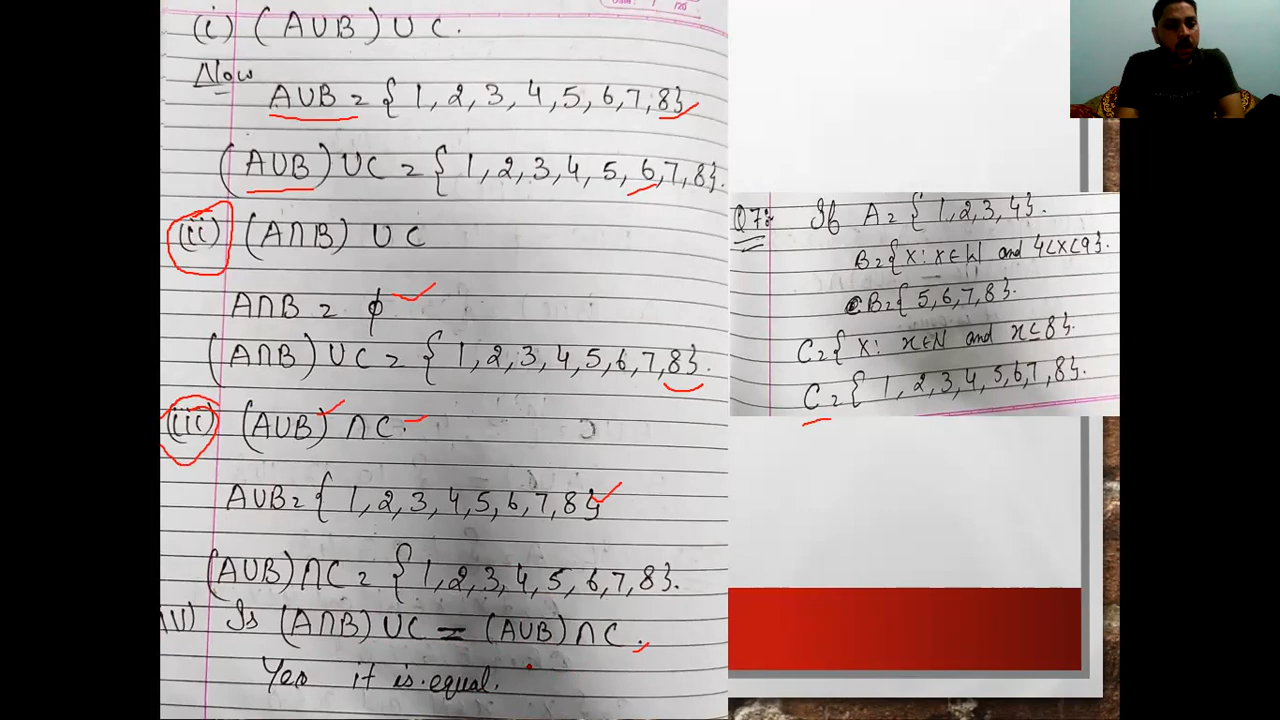 (i) (A∪B) ∪ C.
Now
A∪B = { 1, 2, 3, 4, 5, 6, 7, 8}
(A∪B) ∪ C = { 1, 2, 3, 4, 5, 6, 7, 8}.
(ii) (A∩B) ∪ C
A∩B = ϕ
(A∩B) ∪ C = { 1, 2, 3, 4, 5, 6, 7, 8}.
(iii) (A∪B) ∩ C.
A∪B = { 1, 2, 3, 4, 5, 6, 7, 8}
(A∪B) ∩ C = { 1, 2, 3, 4, 5, 6, 7, 8}.
IV) Is (A∩B) ∪ C = (A∪B) ∩ C.
Yes it is equal.
Q7: If A = { 1, 2, 3, 4}.
B = { x : x ∈ N and 4 < x < 9}.
B = { 5, 6, 7, 8}.
C = { x : x ∈ N and x ≤ 8}.
C = { 1, 2, 3, 4, 5, 6, 7, 8}.